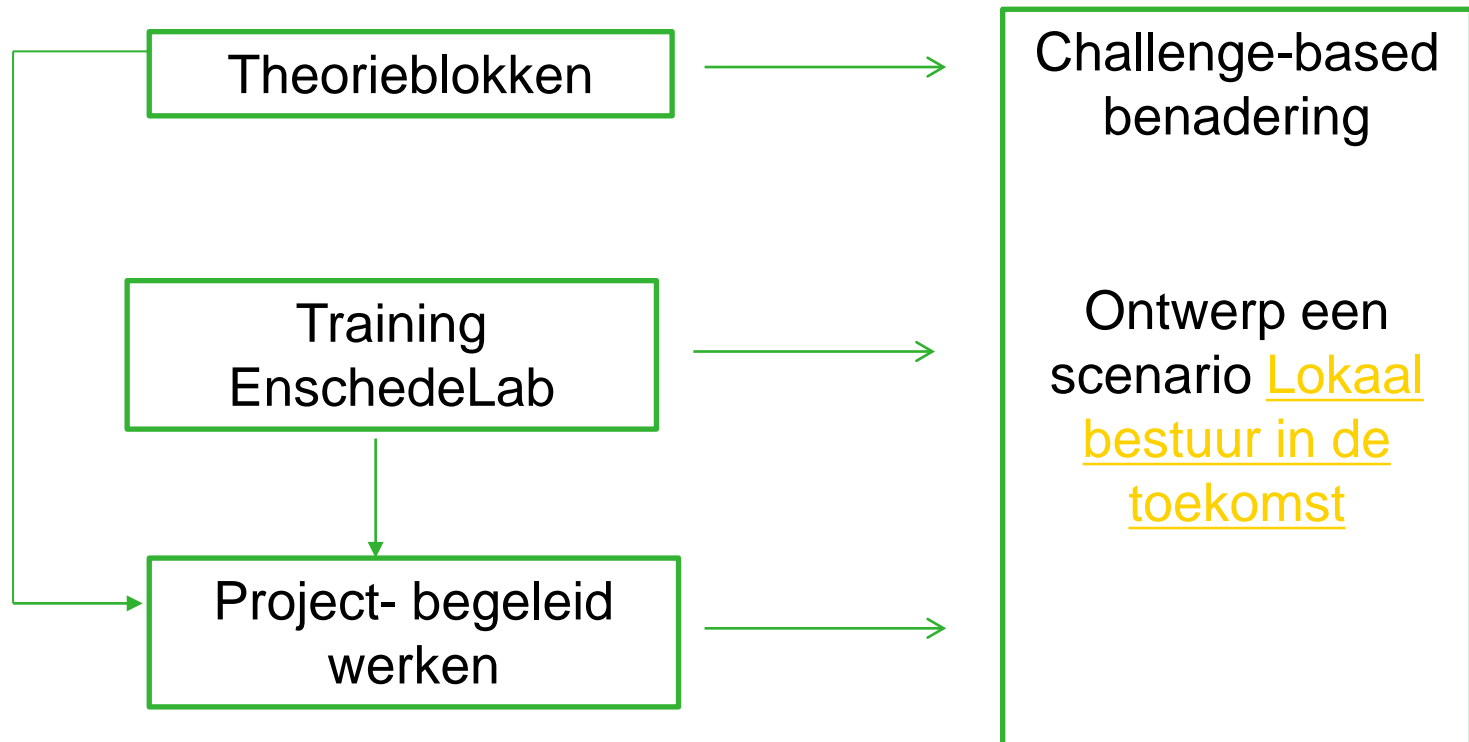 Theorieblokken
Training
EnschedeLab
Project- begeleid
werken
Challenge-based
benadering
Ontwerp een
scenario Lokaal
bestuur in de
toekomst